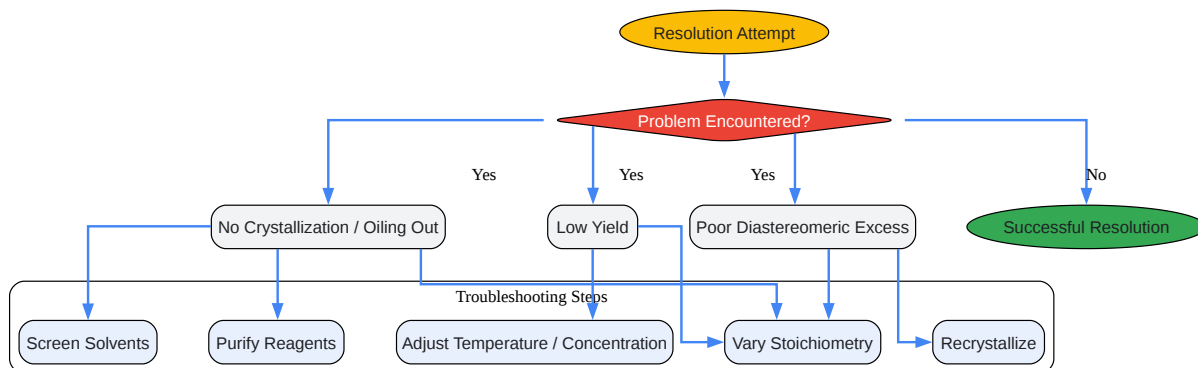 Resolution Attempt
Problem Encountered?
Yes
Yes
Yes
No
No Crystallization / Oiling Out
Low Yield
Poor Diastereomeric Excess
Successful Resolution
Troubleshooting Steps
Screen Solvents
Purify Reagents
Adjust Temperature / Concentration
Vary Stoichiometry
Recrystallize